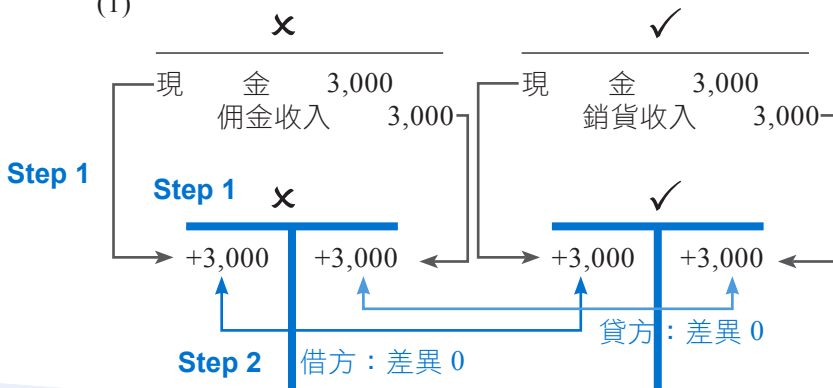 (1)
✗ ✓
現 金 3,000 現 金 3,000
佣金收入 3,000 銷貨收入 3,000
Step 1 Step 1
✗ ✓
+3,000 +3,000 +3,000 +3,000
貸方：差異 0
Step 2 借方：差異 0